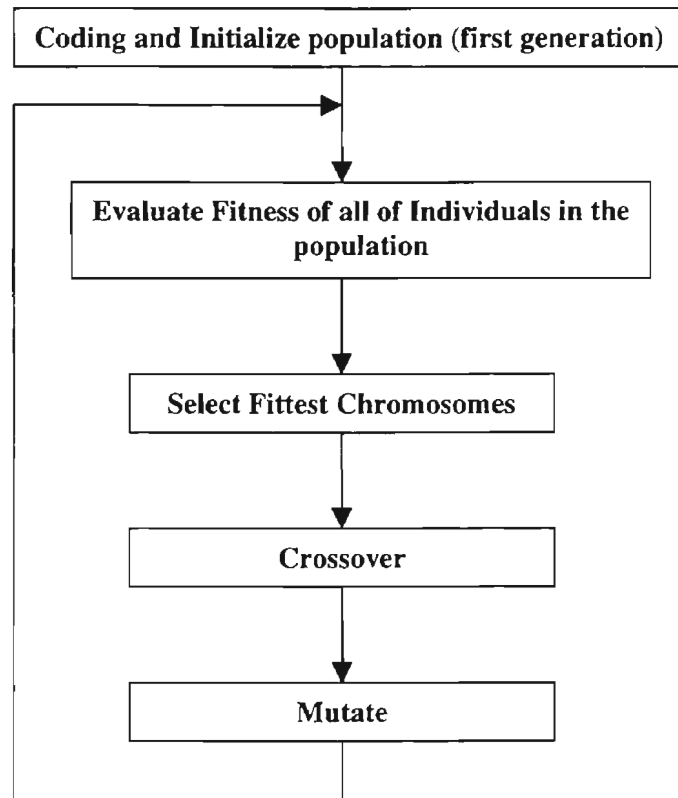 Coding and Initialize population (first generation)
Evaluate Fitness of all of Individuals in the
population
Select Fittest Chromosomes
Crossover
Mutate